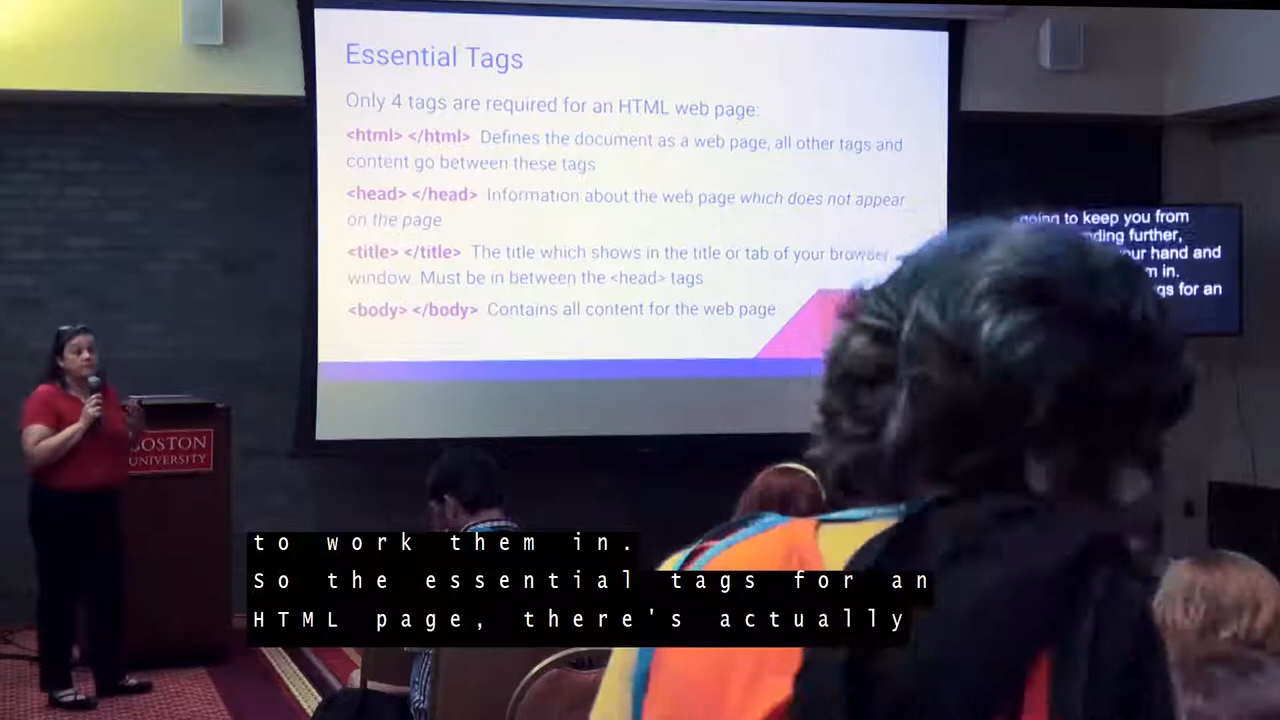 Essential Tags
Only 4 tags are required for an HTML web page:
<html> </html> Defines the document as a web page, all other tags and
content go between these tags
<head> </head> Information about the web page which does not appear
on the page
<title> </title> The title which shows in the title or tab of your browser
window. Must be in between the <head> tags
<body> </body> Contains all content for the web page
going to keep you from
further,
your hand and
in.
for an
BOSTON
UNIVERSITY
to work them in.
So the essential tags for an
HTML page, there's actually